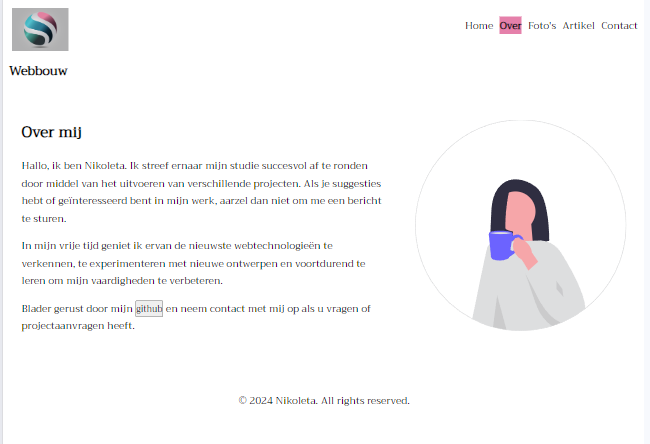 Home Over Foto's Artikel Contact
Webbouw
Over mij
Hallo, ik ben Nikoleta. Ik streef ernaar mijn studie succesvol af te ronden
door middel van het uitvoeren van verschillende projecten. Als je suggesties
hebt of geïnteresseerd bent in mijn werk, aarzel dan niet om me een bericht
te sturen.
In mijn vrije tijd geniet ik ervan de nieuwste webtechnologieën te
verkennen, te experimenteren met nieuwe ontwerpen en voortdurend te
leren om mijn vaardigheden te verbeteren.
Blader gerust door mijn github en neem contact met mij op als u vragen of
projectaanvragen heeft.
© 2024 Nikoleta. All rights reserved.